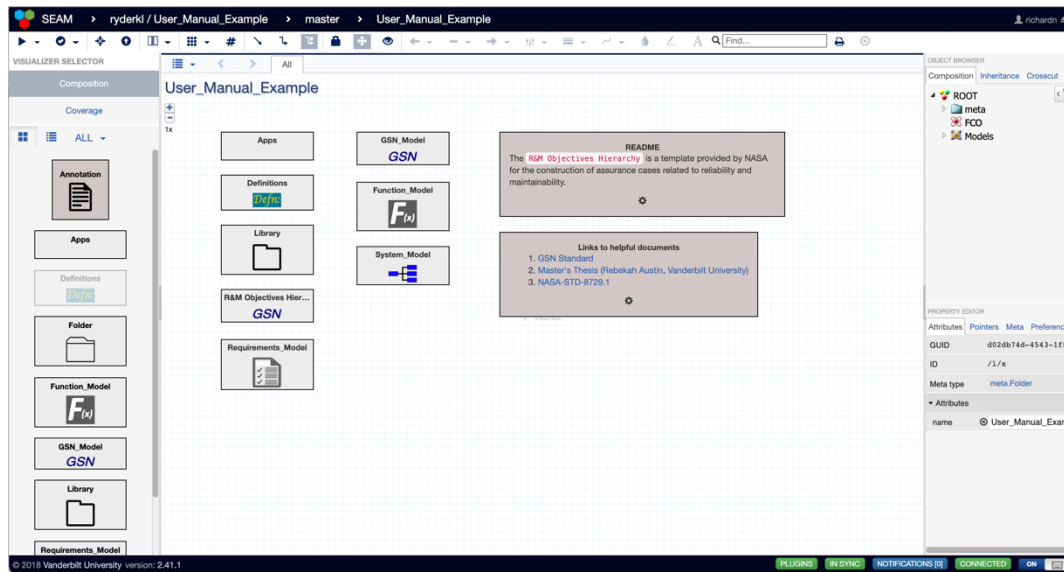 SEAM > ryderkl / User_Manual_Example > master > User_Manual_Example
richardn
Find...
VISUALIZER SELECTOR
Composition
Coverage
ALL
Annotation
Apps
Definitions
Defn:
Folder
Function_Model
F(x)
GSN_Model
GSN
Library
Requirements_Model
All
User_Manual_Example
+
-
1x
Apps
Definitions
Defn:
Library
R&M Objectives Hier...
GSN
Requirements_Model
GSN_Model
GSN
Function_Model
F(x)
System_Model
README
The R&M Objectives Hierarchy is a template provided by NASA
for the construction of assurance cases related to reliability and
maintainability.
Links to helpful documents
1. GSN Standard
2. Master's Thesis (Rebekah Austin, Vanderbilt University)
3. NASA-STD-8729.1
OBJECT BROWSER
Composition Inheritance Crosscut
ROOT
meta
FCO
Models
PROPERTY EDITOR
Attributes Pointers Meta Preferenc
GUID d02db74d-4543-1f
ID /1/x
Meta type meta.Folder
Attributes
name User_Manual_Exar
© 2018 Vanderbilt University version: 2.41.1
PLUGINS IN SYNC NOTIFICATIONS [0] CONNECTED ON